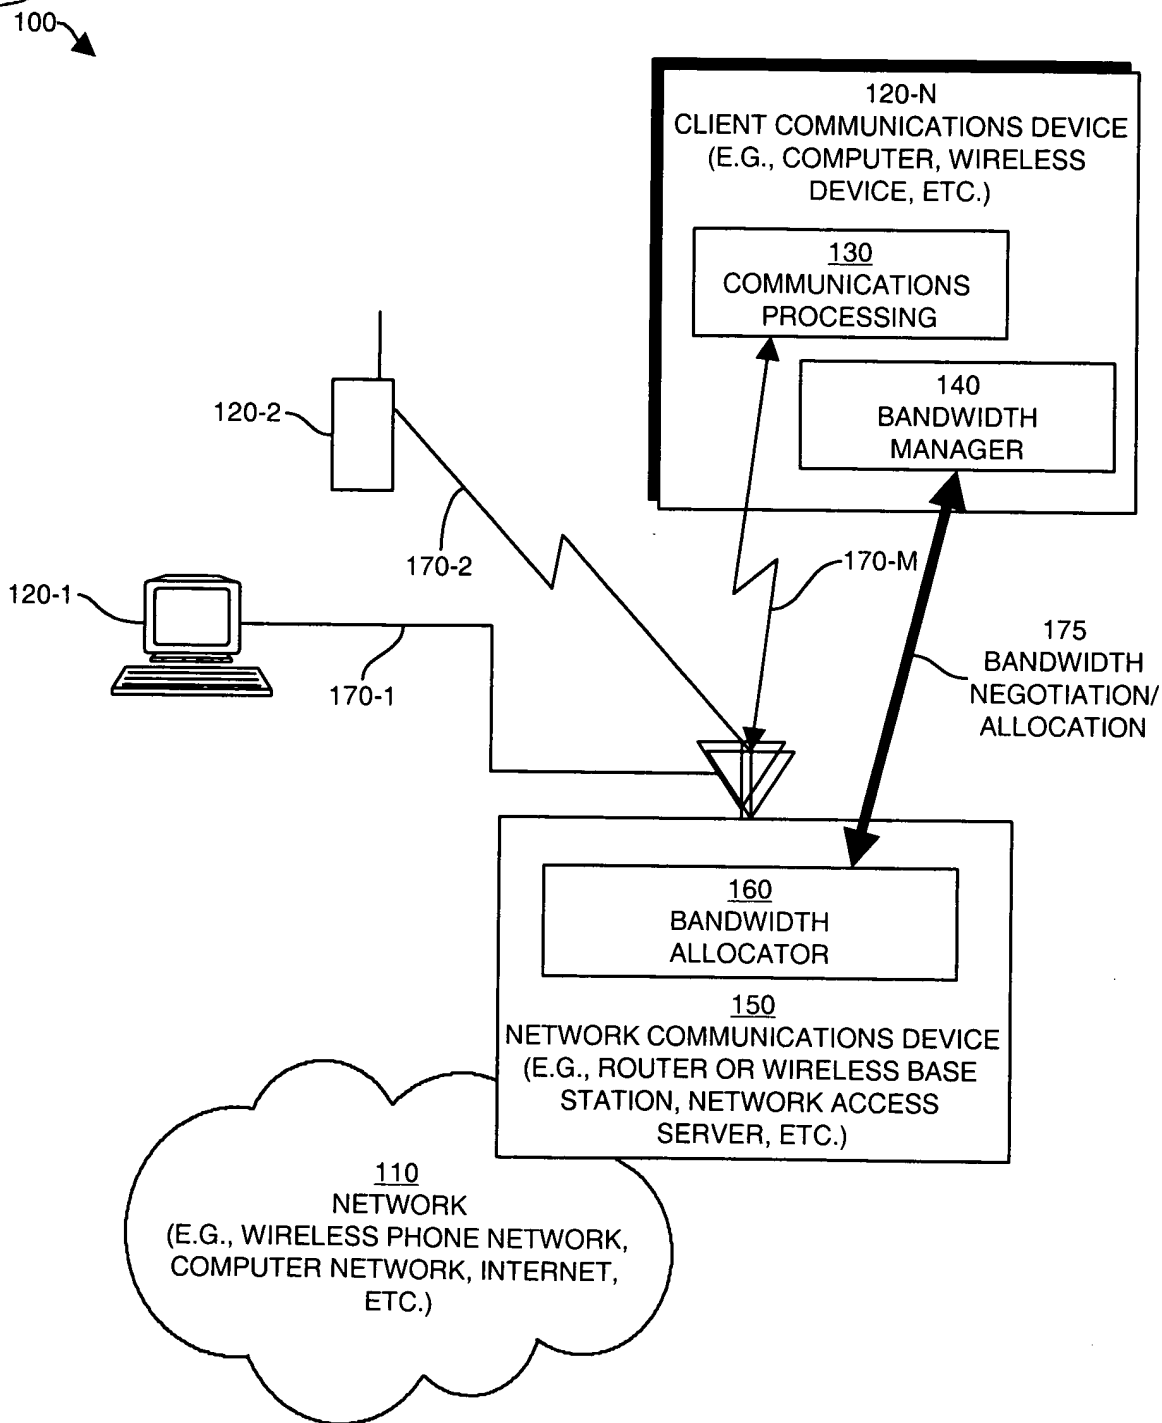 100
120-N
CLIENT COMMUNICATIONS DEVICE
(E.G., COMPUTER, WIRELESS
DEVICE, ETC.)
130
COMMUNICATIONS
PROCESSING
140
BANDWIDTH
MANAGER
120-2
170-2
170-M
120-1
170-1
175
BANDWIDTH
NEGOTIATION/
ALLOCATION
160
BANDWIDTH
ALLOCATOR
150
NETWORK COMMUNICATIONS DEVICE
(E.G., ROUTER OR WIRELESS BASE
STATION, NETWORK ACCESS
SERVER, ETC.)
110
NETWORK
(E.G., WIRELESS PHONE NETWORK,
COMPUTER NETWORK, INTERNET,
ETC.)